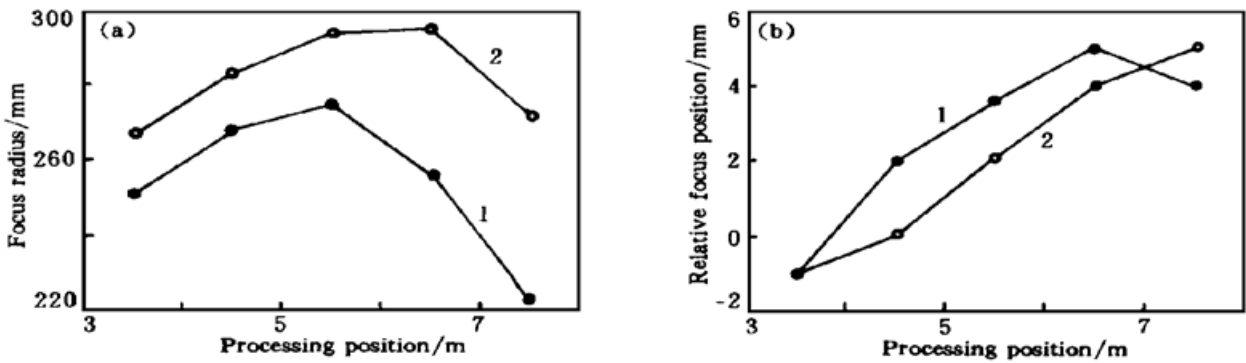 (a)
300
260
220
Focus radius/mm
1
2
3 5 7
Processing position/m
(b)
6
4
2
0
-2
Relative focus position/mm
1
2
3 5 7
Processing position/m